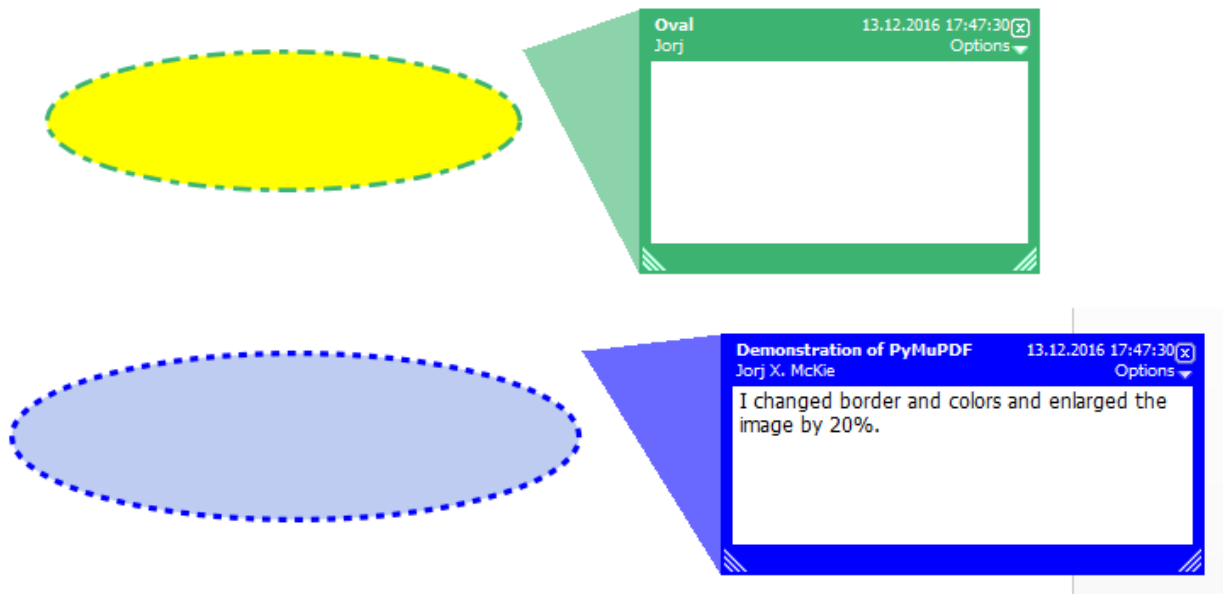 Oval 13.12.2016 17:47:30
Jorj Options
Demonstration of PyMuPDF 13.12.2016 17:47:30
Jorj X. McKie Options
I changed border and colors and enlarged the
image by 20%.